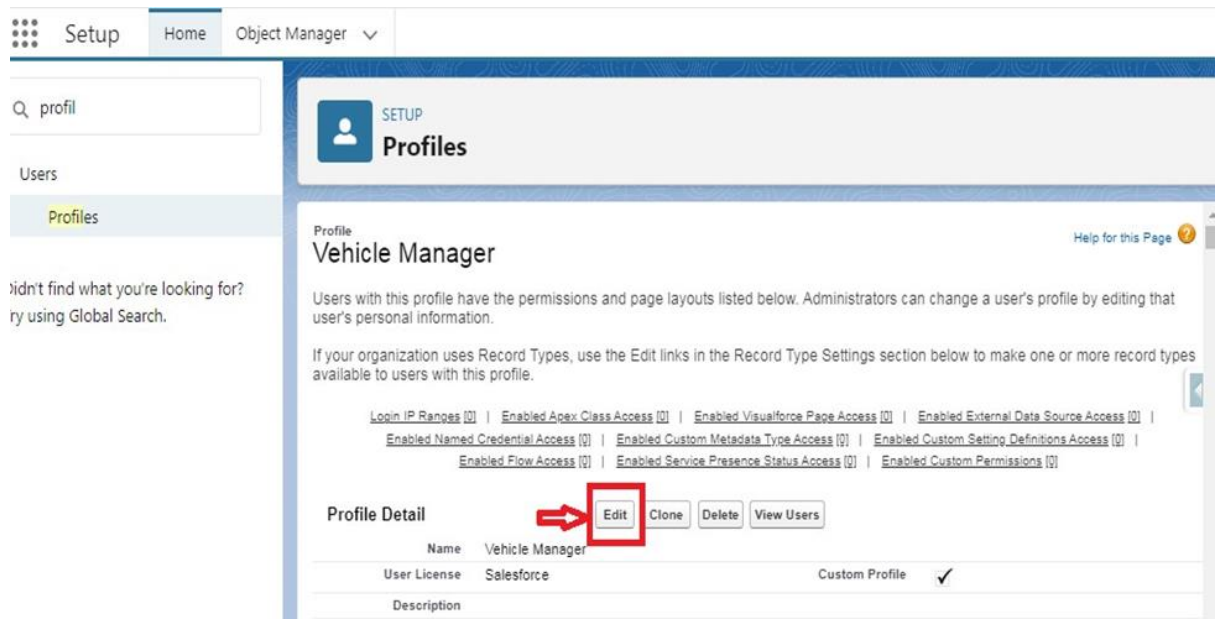 Setup Home Object Manager
profil
SETUP
Profiles
Users
Profiles
Didn't find what you're looking for?
ry using Global Search.
Profile
Vehicle Manager
Help for this Page
Users with this profile have the permissions and page layouts listed below. Administrators can change a user's profile by editing that
user's personal information.
If your organization uses Record Types, use the Edit links in the Record Type Settings section below to make one or more record types
available to users with this profile.
Login IP Ranges [0] | Enabled Apex Class Access [0] | Enabled Visualforce Page Access [0] | Enabled External Data Source Access [0] |
Enabled Named Credential Access [0] | Enabled Custom Metadata Type Access [0] | Enabled Custom Setting Definitions Access [0] |
Enabled Flow Access [0] | Enabled Service Presence Status Access [0] | Enabled Custom Permissions [0]
Profile Detail Edit Clone Delete View Users
Name Vehicle Manager
User License Salesforce Custom Profile ✓
Description